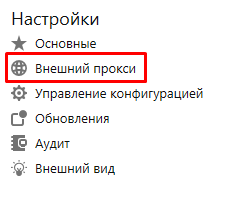 Настройки
Основные
Внешний прокси
Управление конфигурацией
Обновления
Аудит
Внешний вид